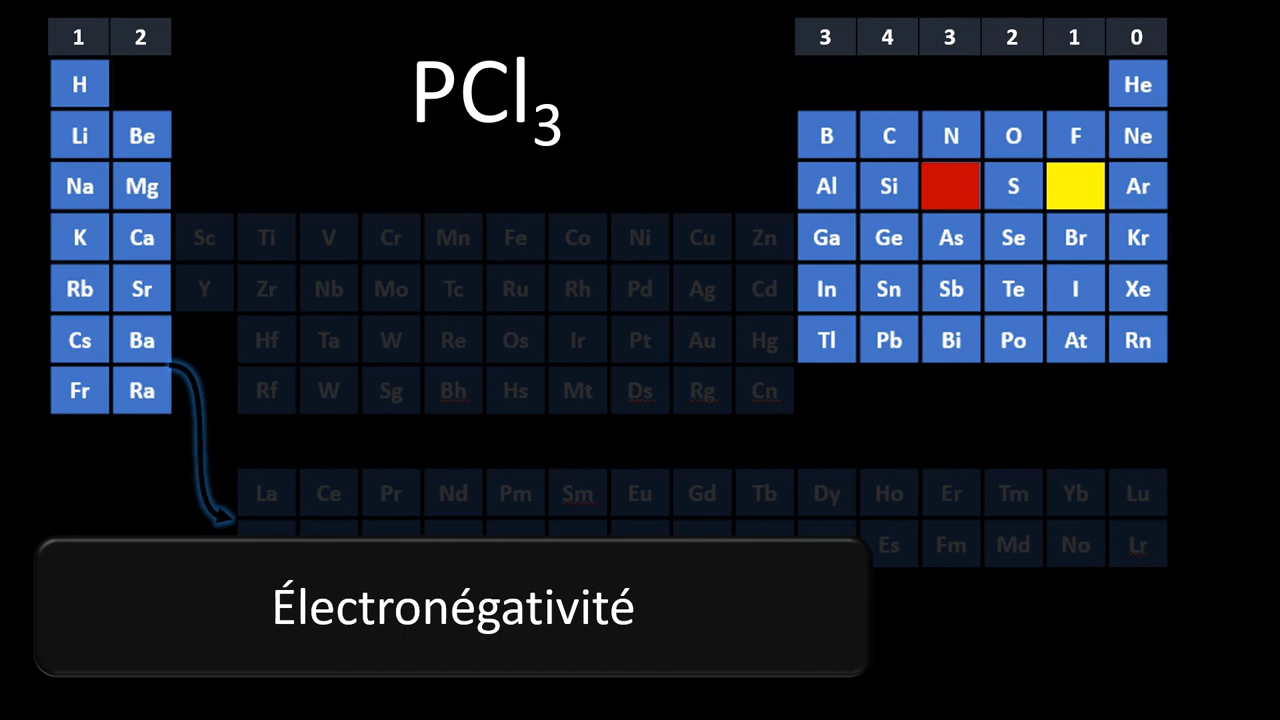 1 2 3 4 3 2 1 0
PCl₃
H He
Li Be B C N O F Ne
Na Mg Al Si S Ar
K Ca Sc Ti V Cr Mn Fe Co Ni Cu Zn Ga Ge As Se Br Kr
Rb Sr Y Zr Nb Mo Tc Ru Rh Pd Ag Cd In Sn Sb Te I Xe
Cs Ba Hf Ta W Re Os Ir Pt Au Hg Tl Pb Bi Po At Rn
Fr Ra Rf W Sg Bh Hs Mt Ds Rg Cn
La Ce Pr Nd Pm Sm Eu Gd Tb Dy Ho Er Tm Yb Lu
Es Fm Md No Lr
Électronégativité